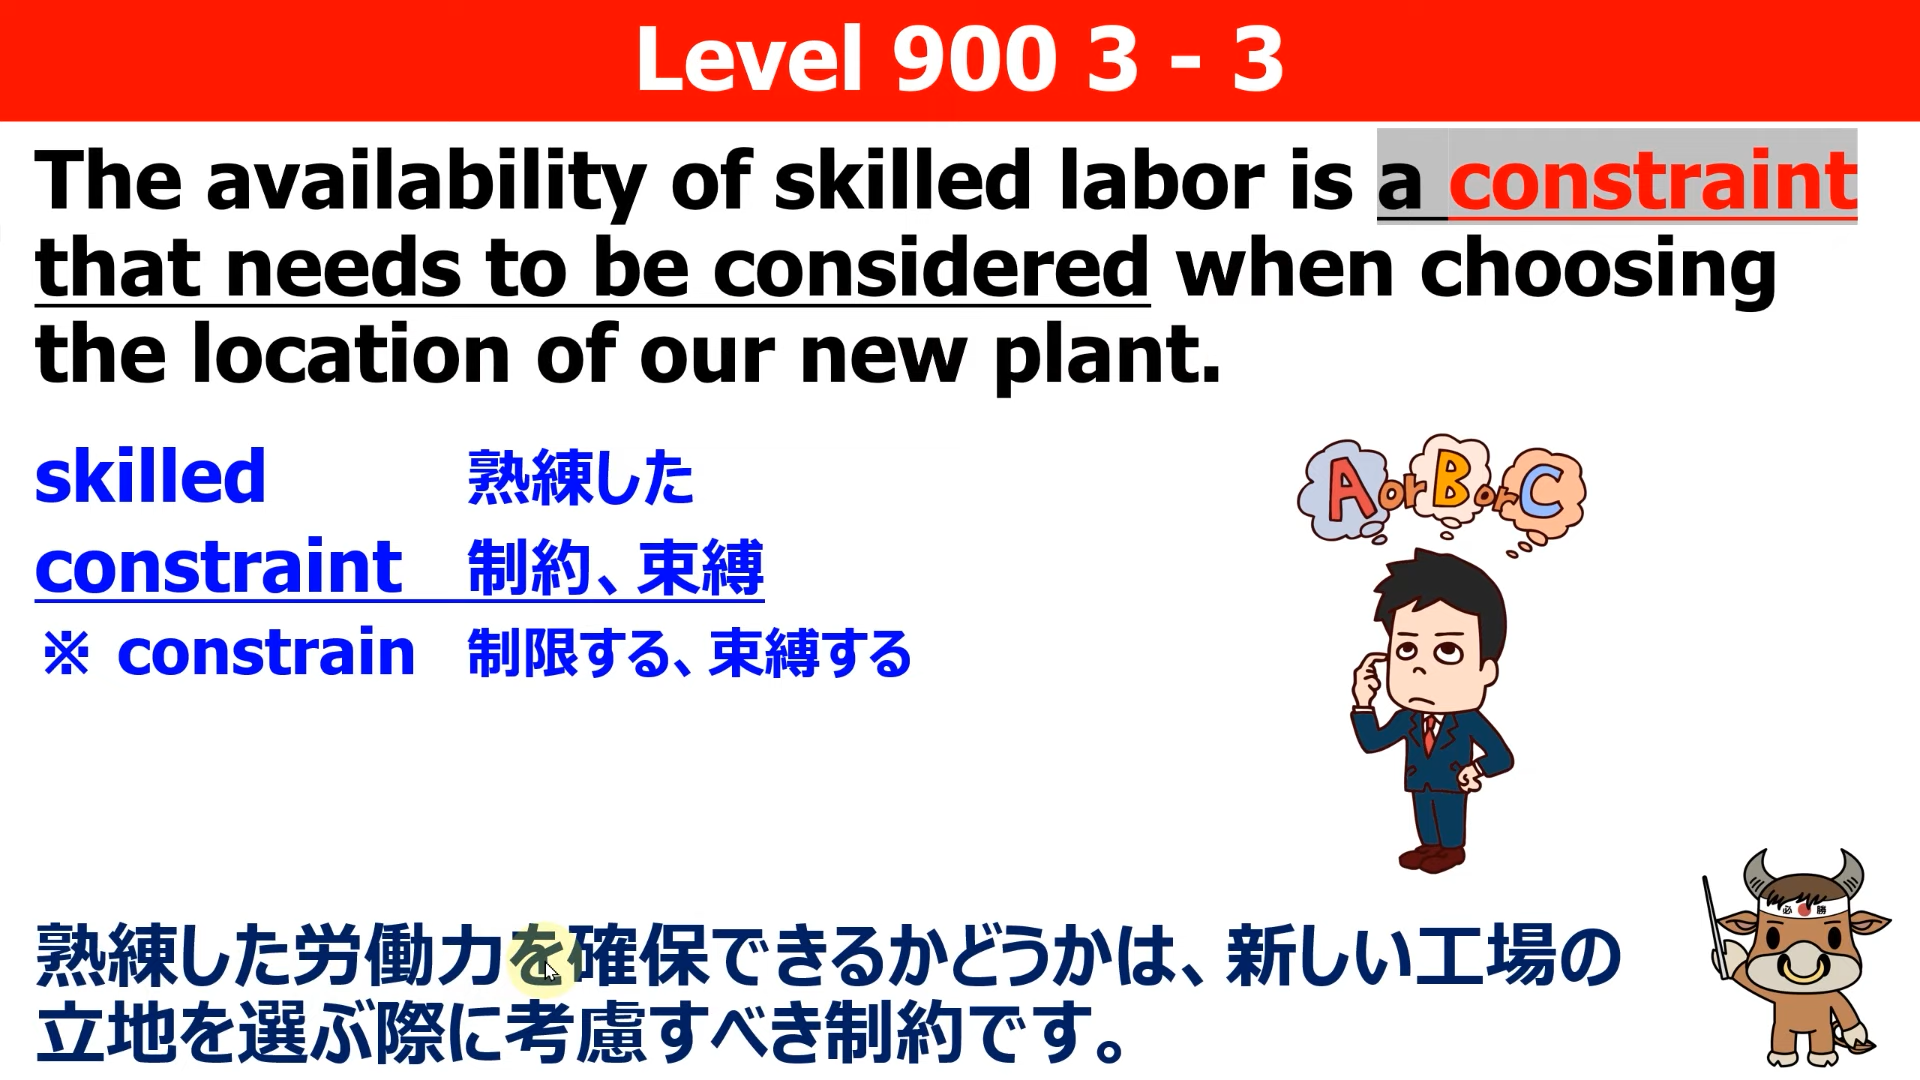 Level 900 3 - 3
The availability of skilled labor is a constraint
that needs to be considered when choosing
the location of our new plant.
skilled 熟練した
constraint 制約、束縛
※ constrain 制限する、束縛する
A or B or C
熟練した労働力を確保できるかどうかは、新しい工場の
立地を選ぶ際に考慮すべき制約です。
必勝